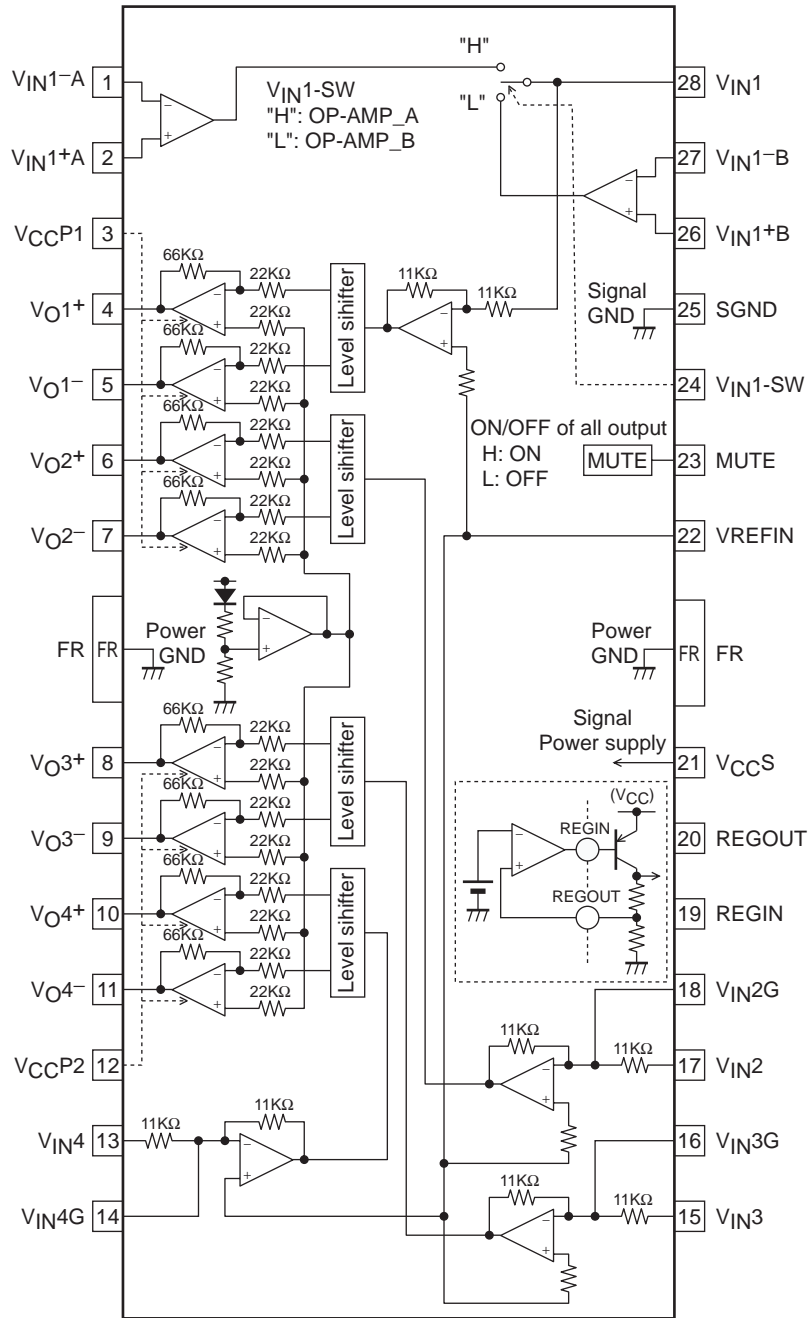 VIN1−A 1
VIN1+A 2
VCCP1 3
VO1+ 4
VO1− 5
VO2+ 6
VO2− 7
FR FR
VO3+ 8
VO3− 9
VO4+ 10
VO4− 11
VCCP2 12
VIN4 13
VIN4G 14
VIN1-SW
"H": OP-AMP_A
"L": OP-AMP_B
"H"
"L"
− +
− +
66KΩ 22KΩ
− +
22KΩ
66KΩ 22KΩ
− +
22KΩ
Level sihifter
66KΩ 22KΩ
− +
22KΩ
66KΩ 22KΩ
− +
22KΩ
Level sihifter
11KΩ
11KΩ
− +
Power
GND
− +
66KΩ 22KΩ
− +
22KΩ
66KΩ 22KΩ
− +
22KΩ
Level sihifter
66KΩ 22KΩ
− +
22KΩ
66KΩ 22KΩ
− +
22KΩ
Level sihifter
11KΩ
11KΩ
− +
28 VIN1
27 VIN1−B
26 VIN1+B
Signal
GND
25 SGND
24 VIN1-SW
ON/OFF of all output
H: ON
L: OFF
MUTE 23 MUTE
22 VREFIN
Power
GND
FR FR
Signal
Power supply
21 VCCS
(VCC)
REGIN
− +
REGOUT
20 REGOUT
19 REGIN
18 VIN2G
11KΩ
11KΩ
− +
17 VIN2
16 VIN3G
11KΩ
11KΩ
− +
15 VIN3